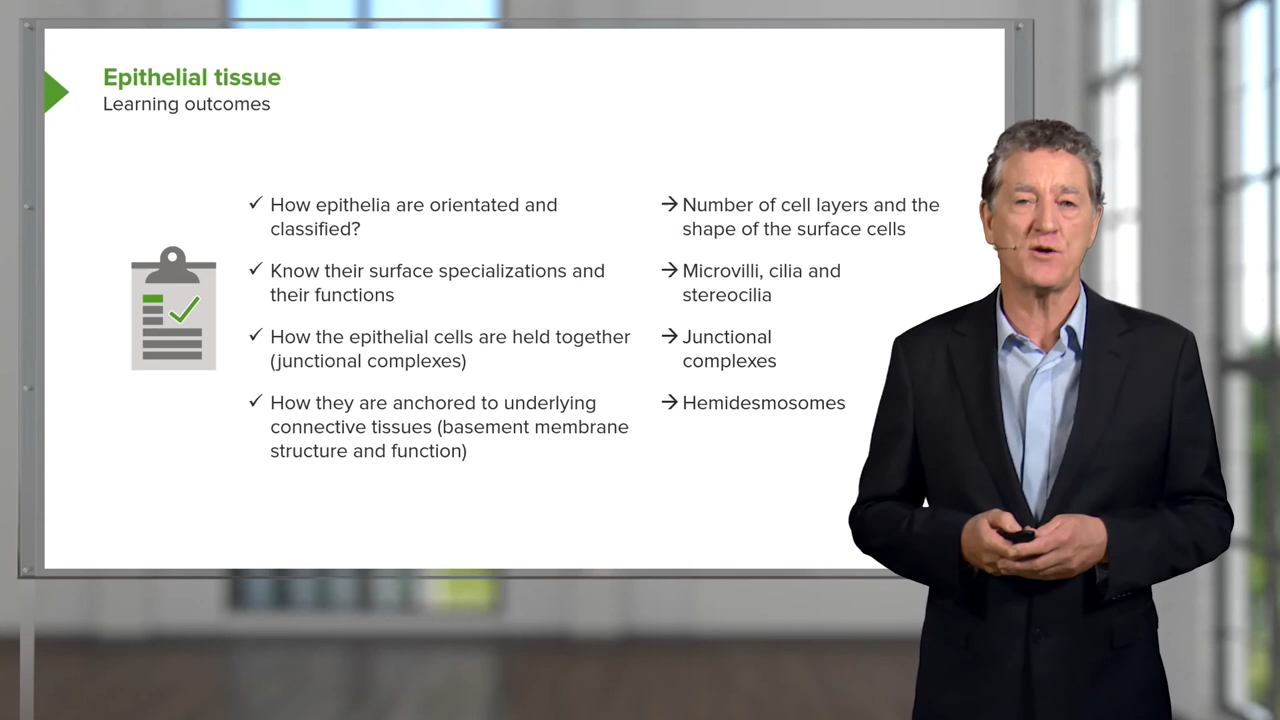 Epithelial tissue
Learning outcomes
✓ How epithelia are orientated and
classified?
→ Number of cell layers and the
shape of the surface cells
✓ Know their surface specializations and
their functions
→ Microvilli, cilia and
stereocilia
✓ How the epithelial cells are held together
(junctional complexes)
→ Junctional
complexes
✓ How they are anchored to underlying
connective tissues (basement membrane
structure and function)
→ Hemidesmosomes